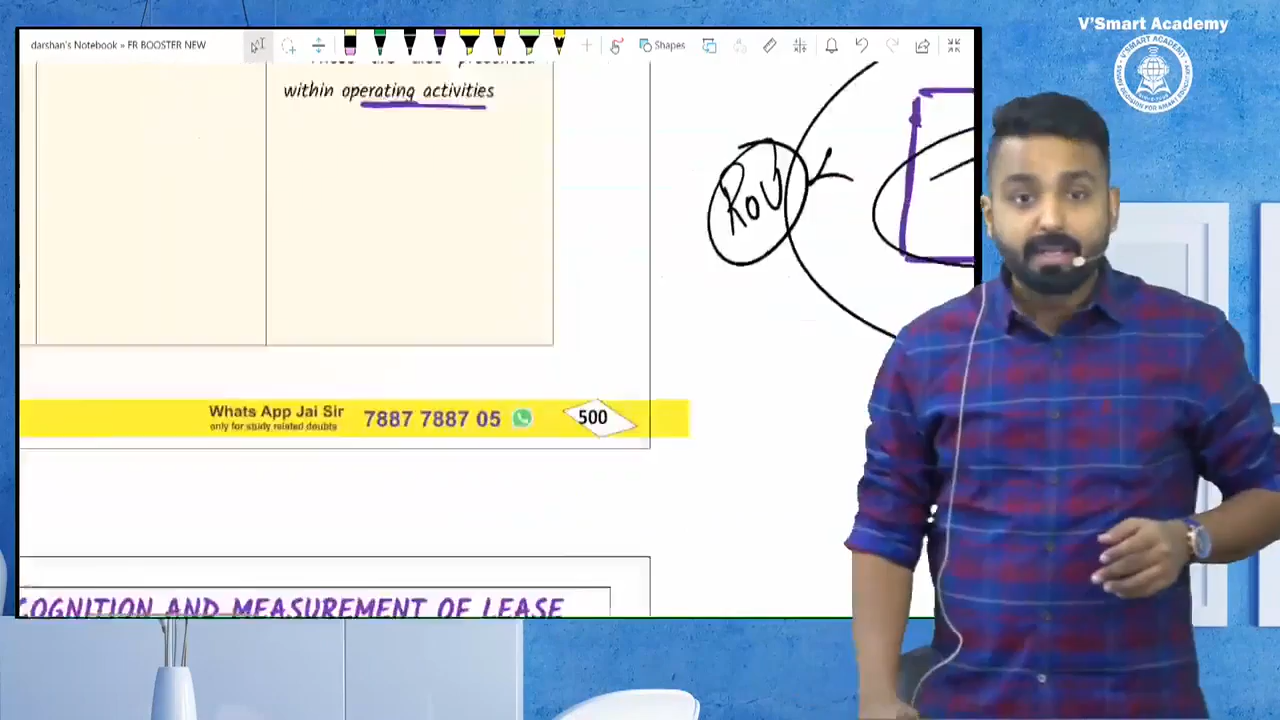 V'Smart Academy
darshan's Notebook » FR BOOSTER NEW
Shapes
presented
within operating activities
RoU
Whats App Jai Sir
only for study related doubts
7887 7887 05
500
COGNITION AND MEASUREMENT OF LEASE